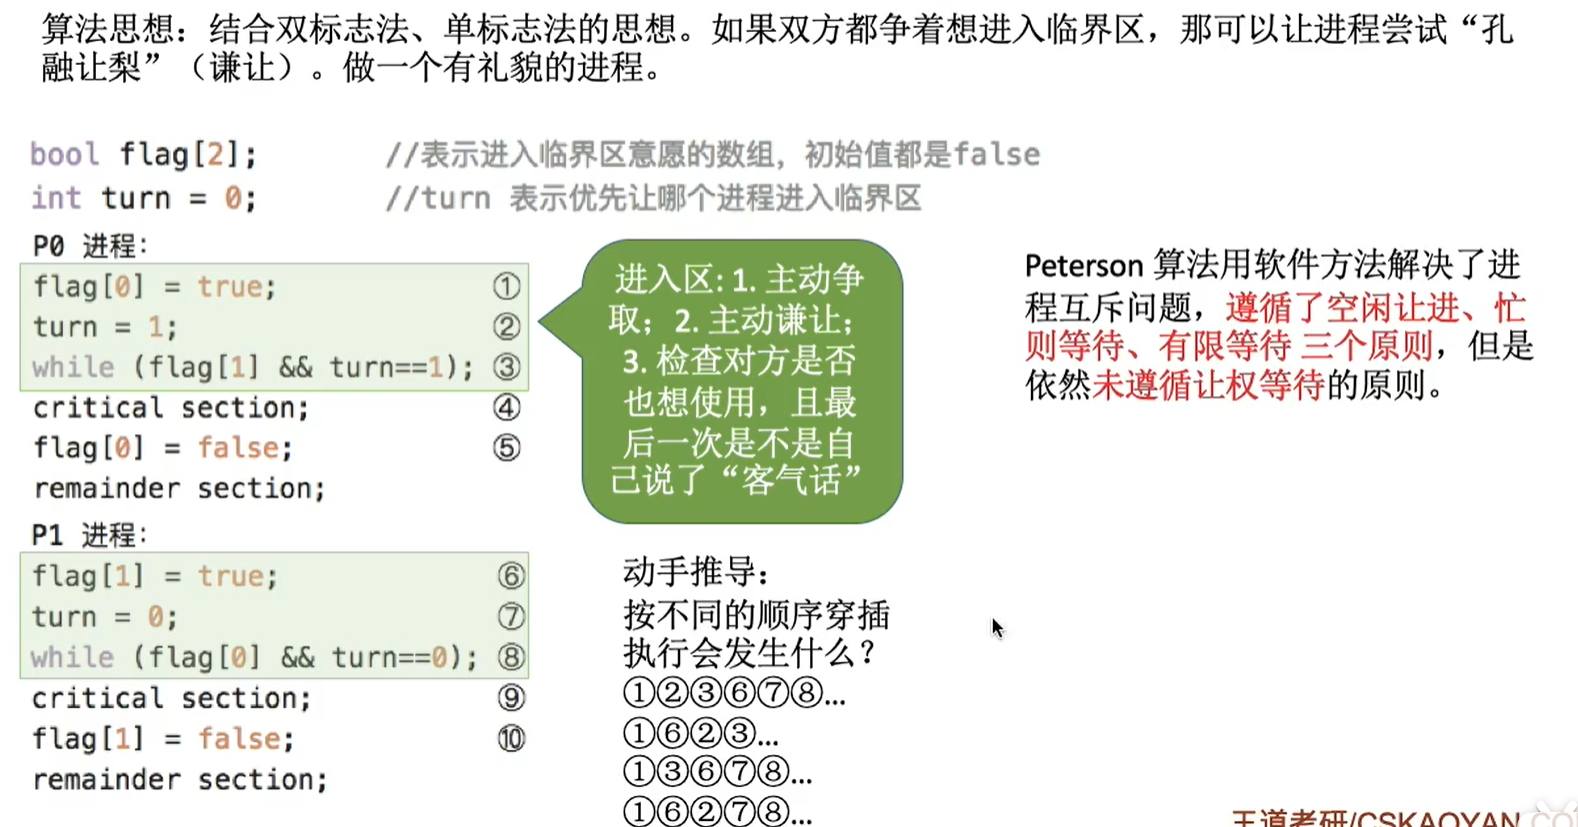 算法思想：结合双标志法、单标志法的思想。如果双方都争着想进入临界区，那可以让进程尝试“孔
融让梨”（谦让）。做一个有礼貌的进程。
bool flag[2]; //表示进入临界区意愿的数组，初始值都是false
int turn = 0; //turn 表示优先让哪个进程进入临界区
P0 进程：
flag[0] = true; ①
turn = 1; ②
while (flag[1] && turn==1); ③
critical section; ④
flag[0] = false; ⑤
remainder section;
P1 进程：
flag[1] = true; ⑥
turn = 0; ⑦
while (flag[0] && turn==0); ⑧
critical section; ⑨
flag[1] = false; ⑩
remainder section;
进入区: 1. 主动争
取；2. 主动谦让；
3. 检查对方是否
也想使用，且最
后一次是不是自
己说了“客气话”
动手推导：
按不同的顺序穿插
执行会发生什么？
①②③⑥⑦⑧...
①⑥②③...
①③⑥⑦⑧...
①⑥②⑦⑧...
Peterson 算法用软件方法解决了进
程互斥问题，遵循了空闲让进、忙
则等待、有限等待 三个原则，但是
依然未遵循让权等待的原则。
王道考研/CSKAOYAN.COM